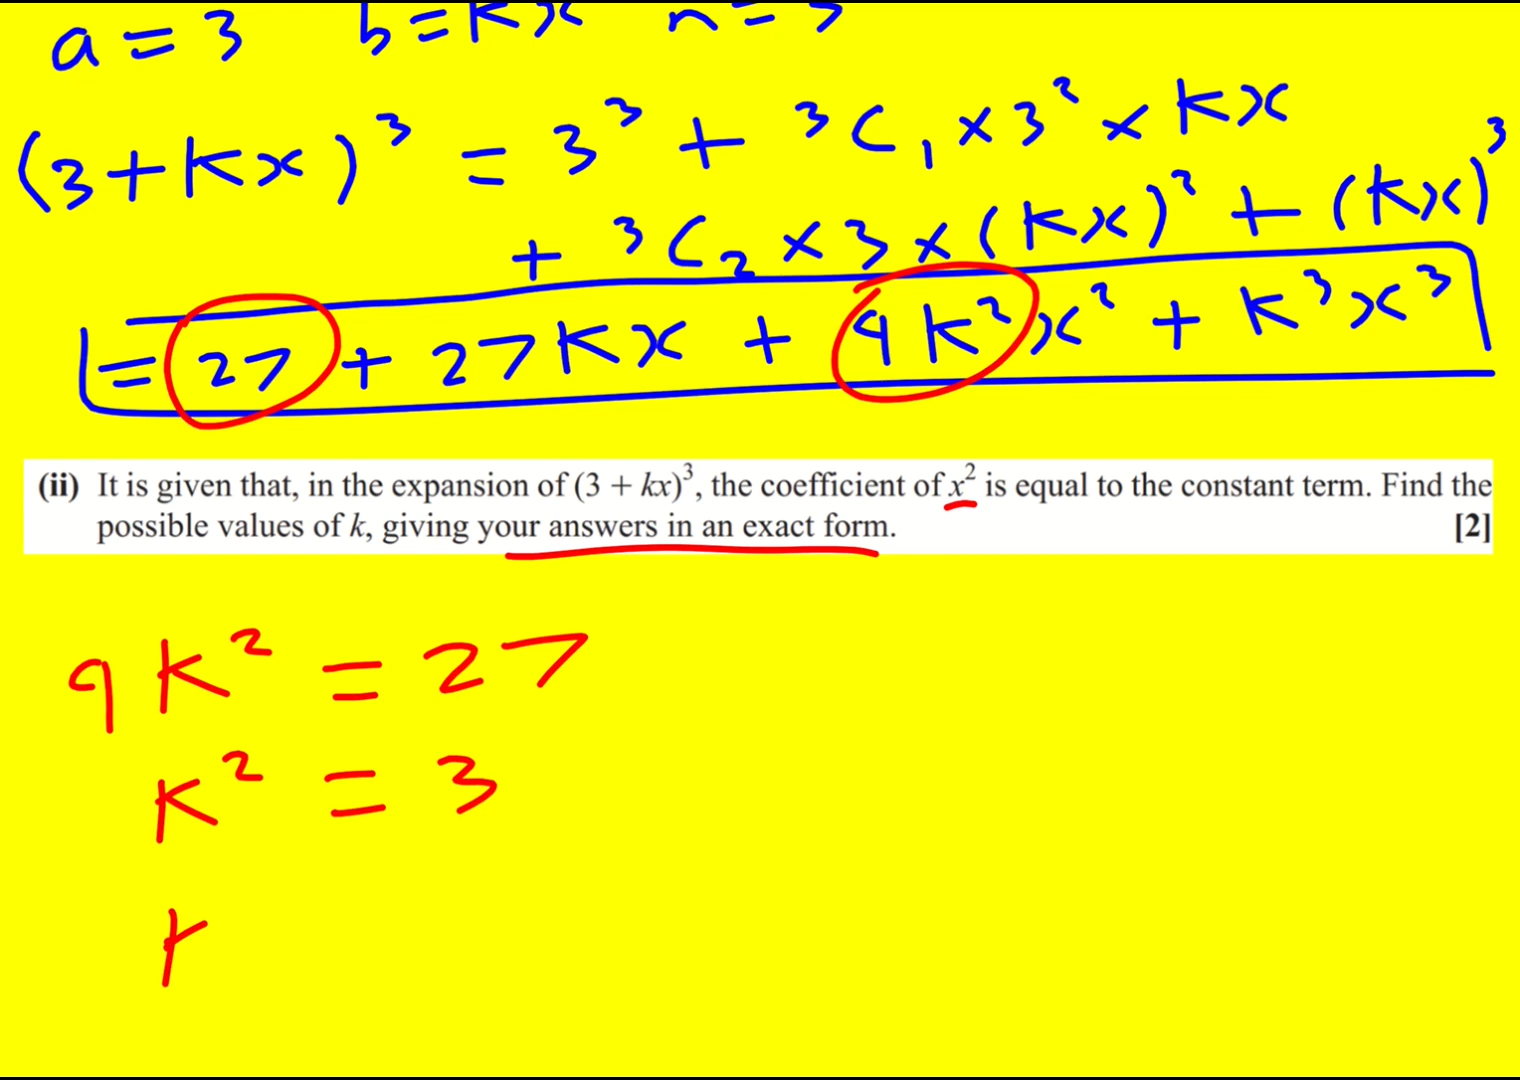 a = 3 b = kx n = 3
(3 + kx)³ = 3³ + ³C₁ × 3² × kx
+ ³C₂ × 3 × (kx)² + (kx)³
= 27 + 27kx + 9k²x² + k³x³
(ii) It is given that, in the expansion of (3 + kx)³, the coefficient of x² is equal to the constant term. Find the
possible values of k, giving your answers in an exact form. [2]
9k² = 27
k² = 3